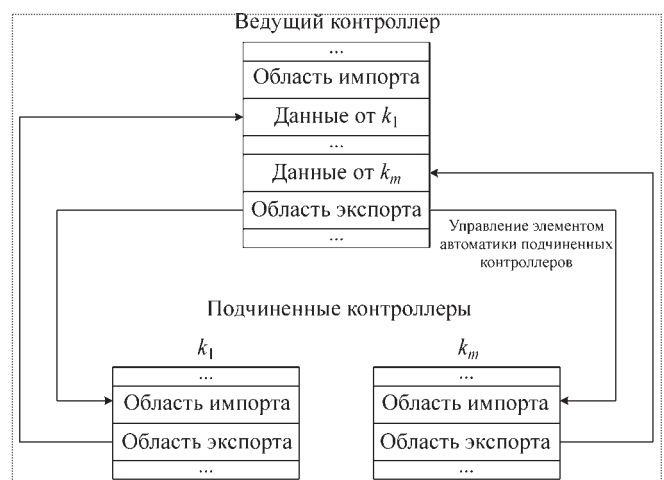 Ведущий контроллер
...
Область импорта
Данные от k1
...
Данные от km
Область экспорта
...
Управление элементом
автоматики подчиненных
контроллеров
Подчиненные контроллеры
k1
...
Область импорта
Область экспорта
...
km
...
Область импорта
Область экспорта
...